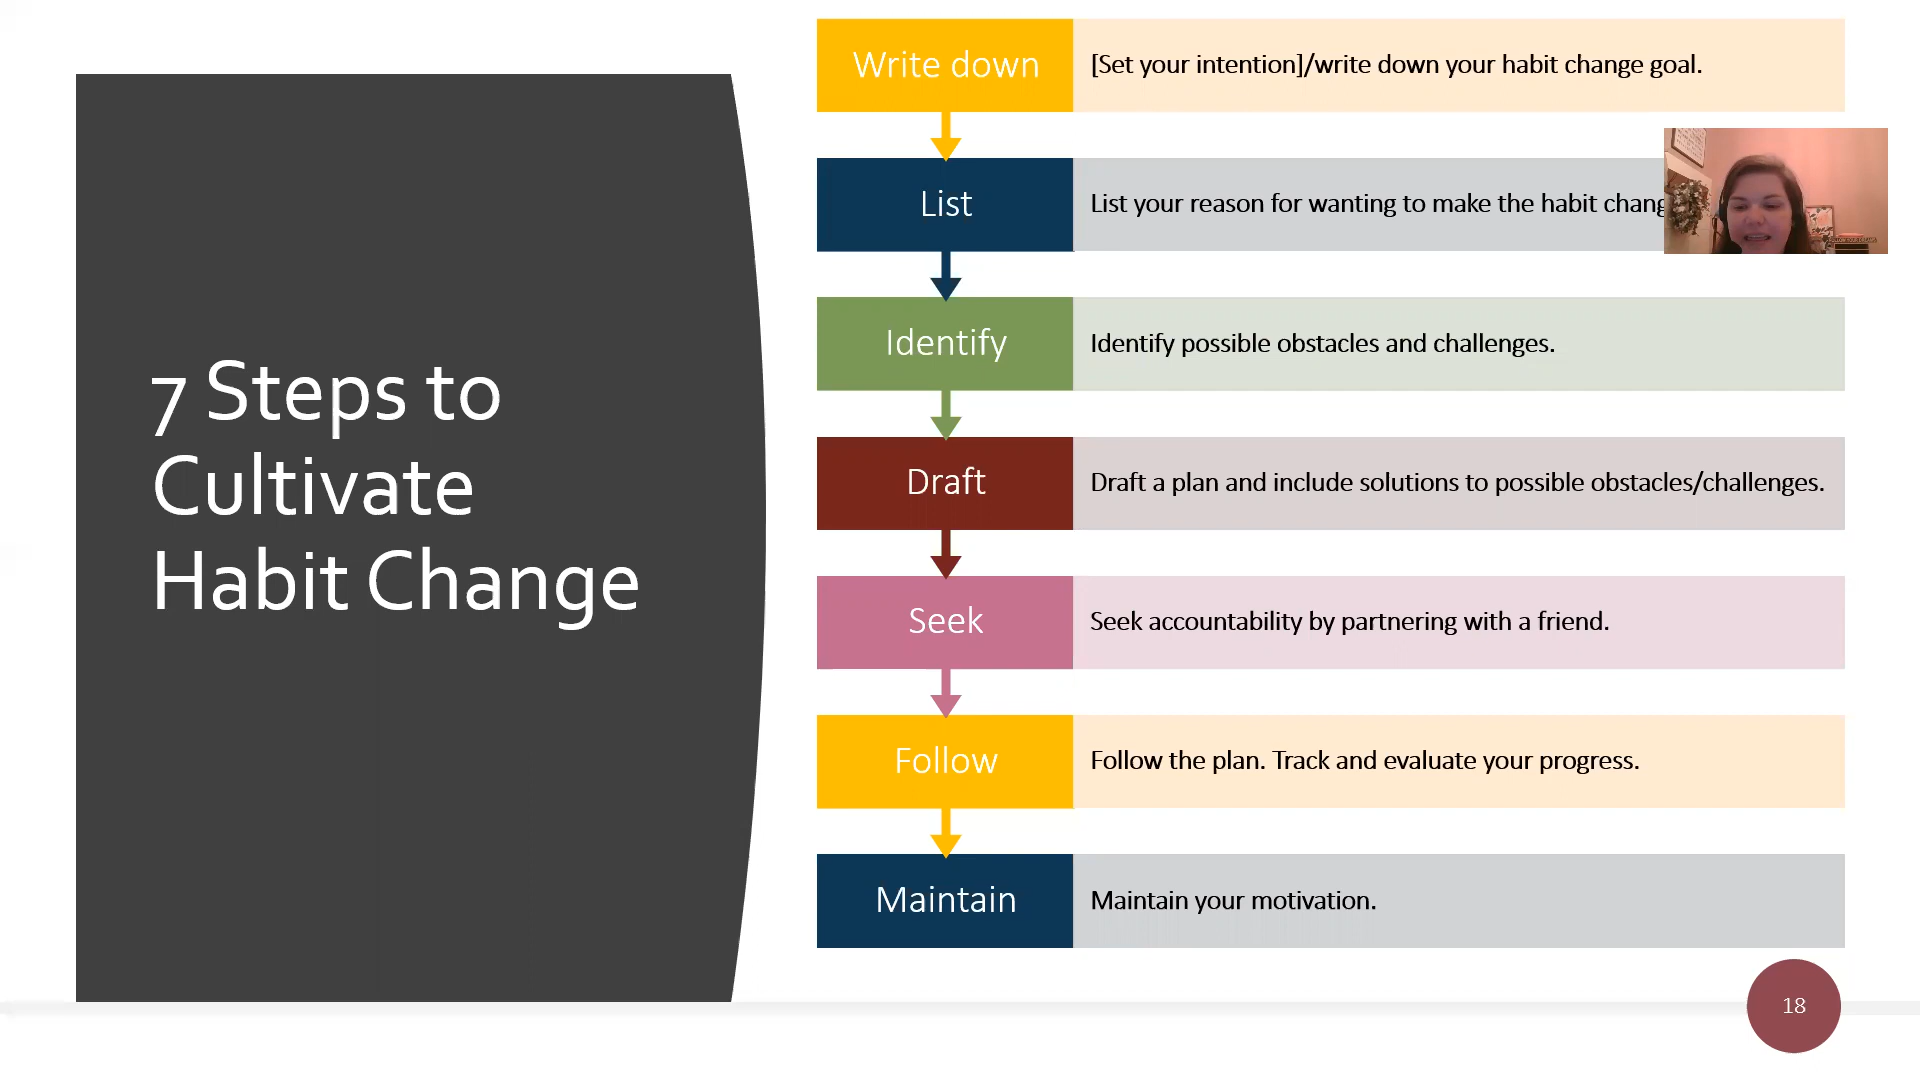 7 Steps to
Cultivate
Habit Change
Write down
[Set your intention]/write down your habit change goal.
List
List your reason for wanting to make the habit chang
Identify
Identify possible obstacles and challenges.
Draft
Draft a plan and include solutions to possible obstacles/challenges.
Seek
Seek accountability by partnering with a friend.
Follow
Follow the plan. Track and evaluate your progress.
Maintain
Maintain your motivation.
18